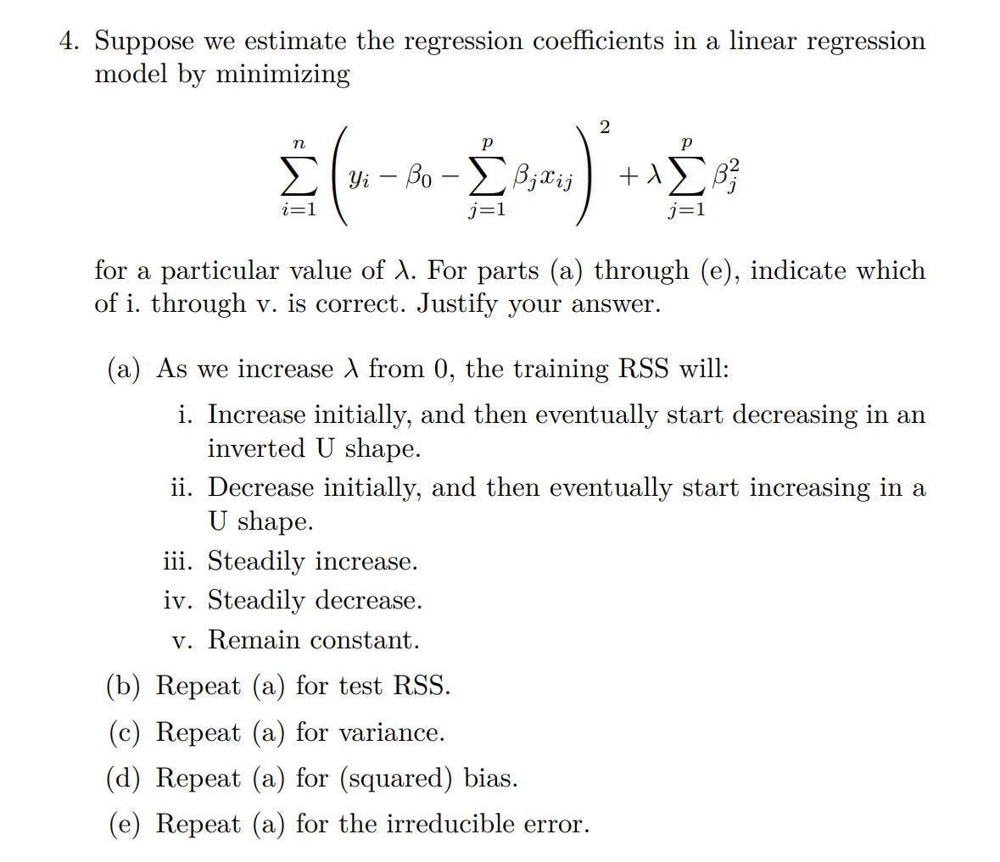 4. Suppose we estimate the regression coefficients in a linear regression
model by minimizing
$$\sum_{i=1}^{n}\left(y_i - \beta_0 - \sum_{j=1}^{p}\beta_j x_{ij}\right)^2 + \lambda\sum_{j=1}^{p}\beta_j^2$$
for a particular value of λ. For parts (a) through (e), indicate which
of i. through v. is correct. Justify your answer.
(a) As we increase λ from 0, the training RSS will:
i. Increase initially, and then eventually start decreasing in an
inverted U shape.
ii. Decrease initially, and then eventually start increasing in a
U shape.
iii. Steadily increase.
iv. Steadily decrease.
v. Remain constant.
(b) Repeat (a) for test RSS.
(c) Repeat (a) for variance.
(d) Repeat (a) for (squared) bias.
(e) Repeat (a) for the irreducible error.